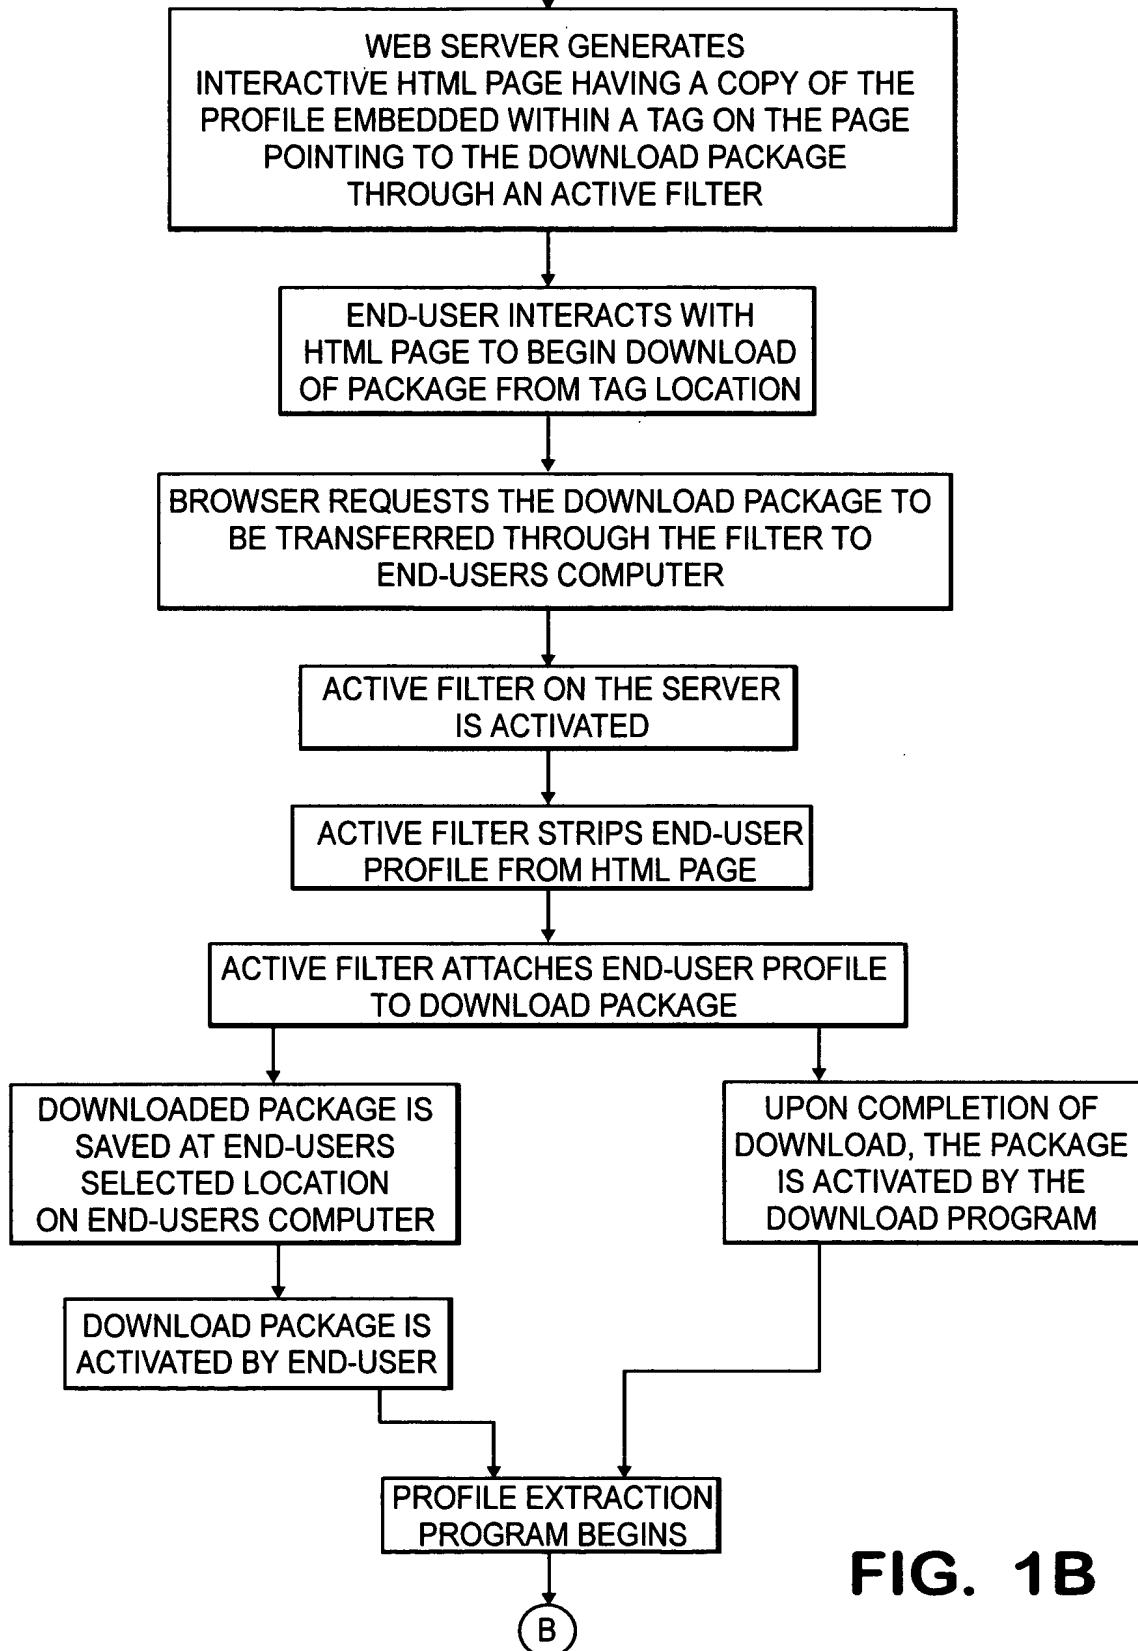 WEB SERVER GENERATES
INTERACTIVE HTML PAGE HAVING A COPY OF THE
PROFILE EMBEDDED WITHIN A TAG ON THE PAGE
POINTING TO THE DOWNLOAD PACKAGE
THROUGH AN ACTIVE FILTER
END-USER INTERACTS WITH
HTML PAGE TO BEGIN DOWNLOAD
OF PACKAGE FROM TAG LOCATION
BROWSER REQUESTS THE DOWNLOAD PACKAGE TO
BE TRANSFERRED THROUGH THE FILTER TO
END-USERS COMPUTER
ACTIVE FILTER ON THE SERVER
IS ACTIVATED
ACTIVE FILTER STRIPS END-USER
PROFILE FROM HTML PAGE
ACTIVE FILTER ATTACHES END-USER PROFILE
TO DOWNLOAD PACKAGE
DOWNLOADED PACKAGE IS
SAVED AT END-USERS
SELECTED LOCATION
ON END-USERS COMPUTER
UPON COMPLETION OF
DOWNLOAD, THE PACKAGE
IS ACTIVATED BY THE
DOWNLOAD PROGRAM
DOWNLOAD PACKAGE IS
ACTIVATED BY END-USER
PROFILE EXTRACTION
PROGRAM BEGINS
FIG. 1B
B